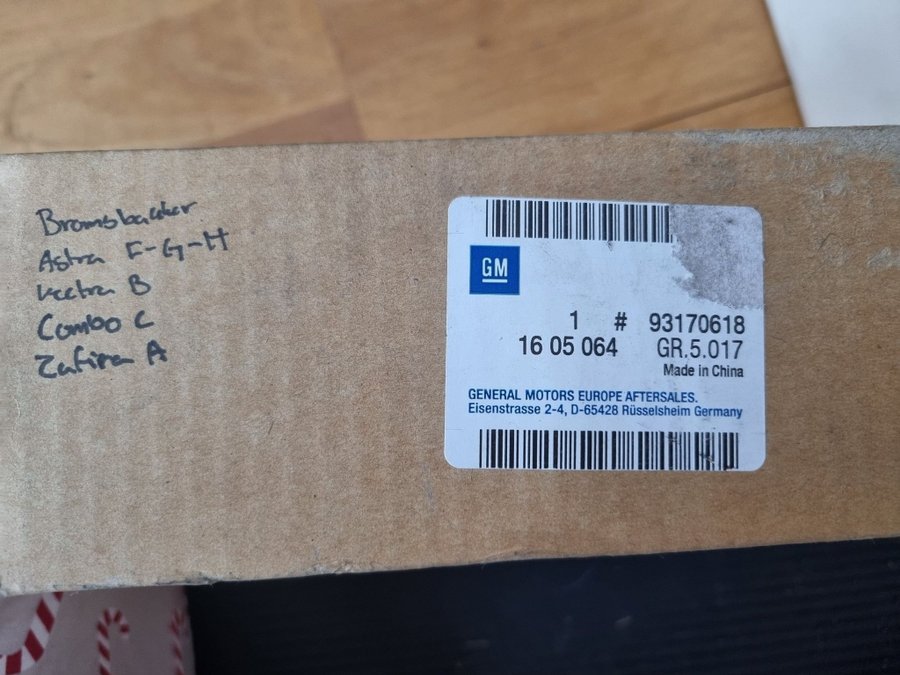 Bromsbackar
Astra F-G-H
Vectra B
Combo C
Zafira A
GM
1 # 93170618
16 05 064 GR.5.017
Made in China
GENERAL MOTORS EUROPE AFTERSALES.
Eisenstrasse 2-4, D-65428 Rüsselsheim Germany